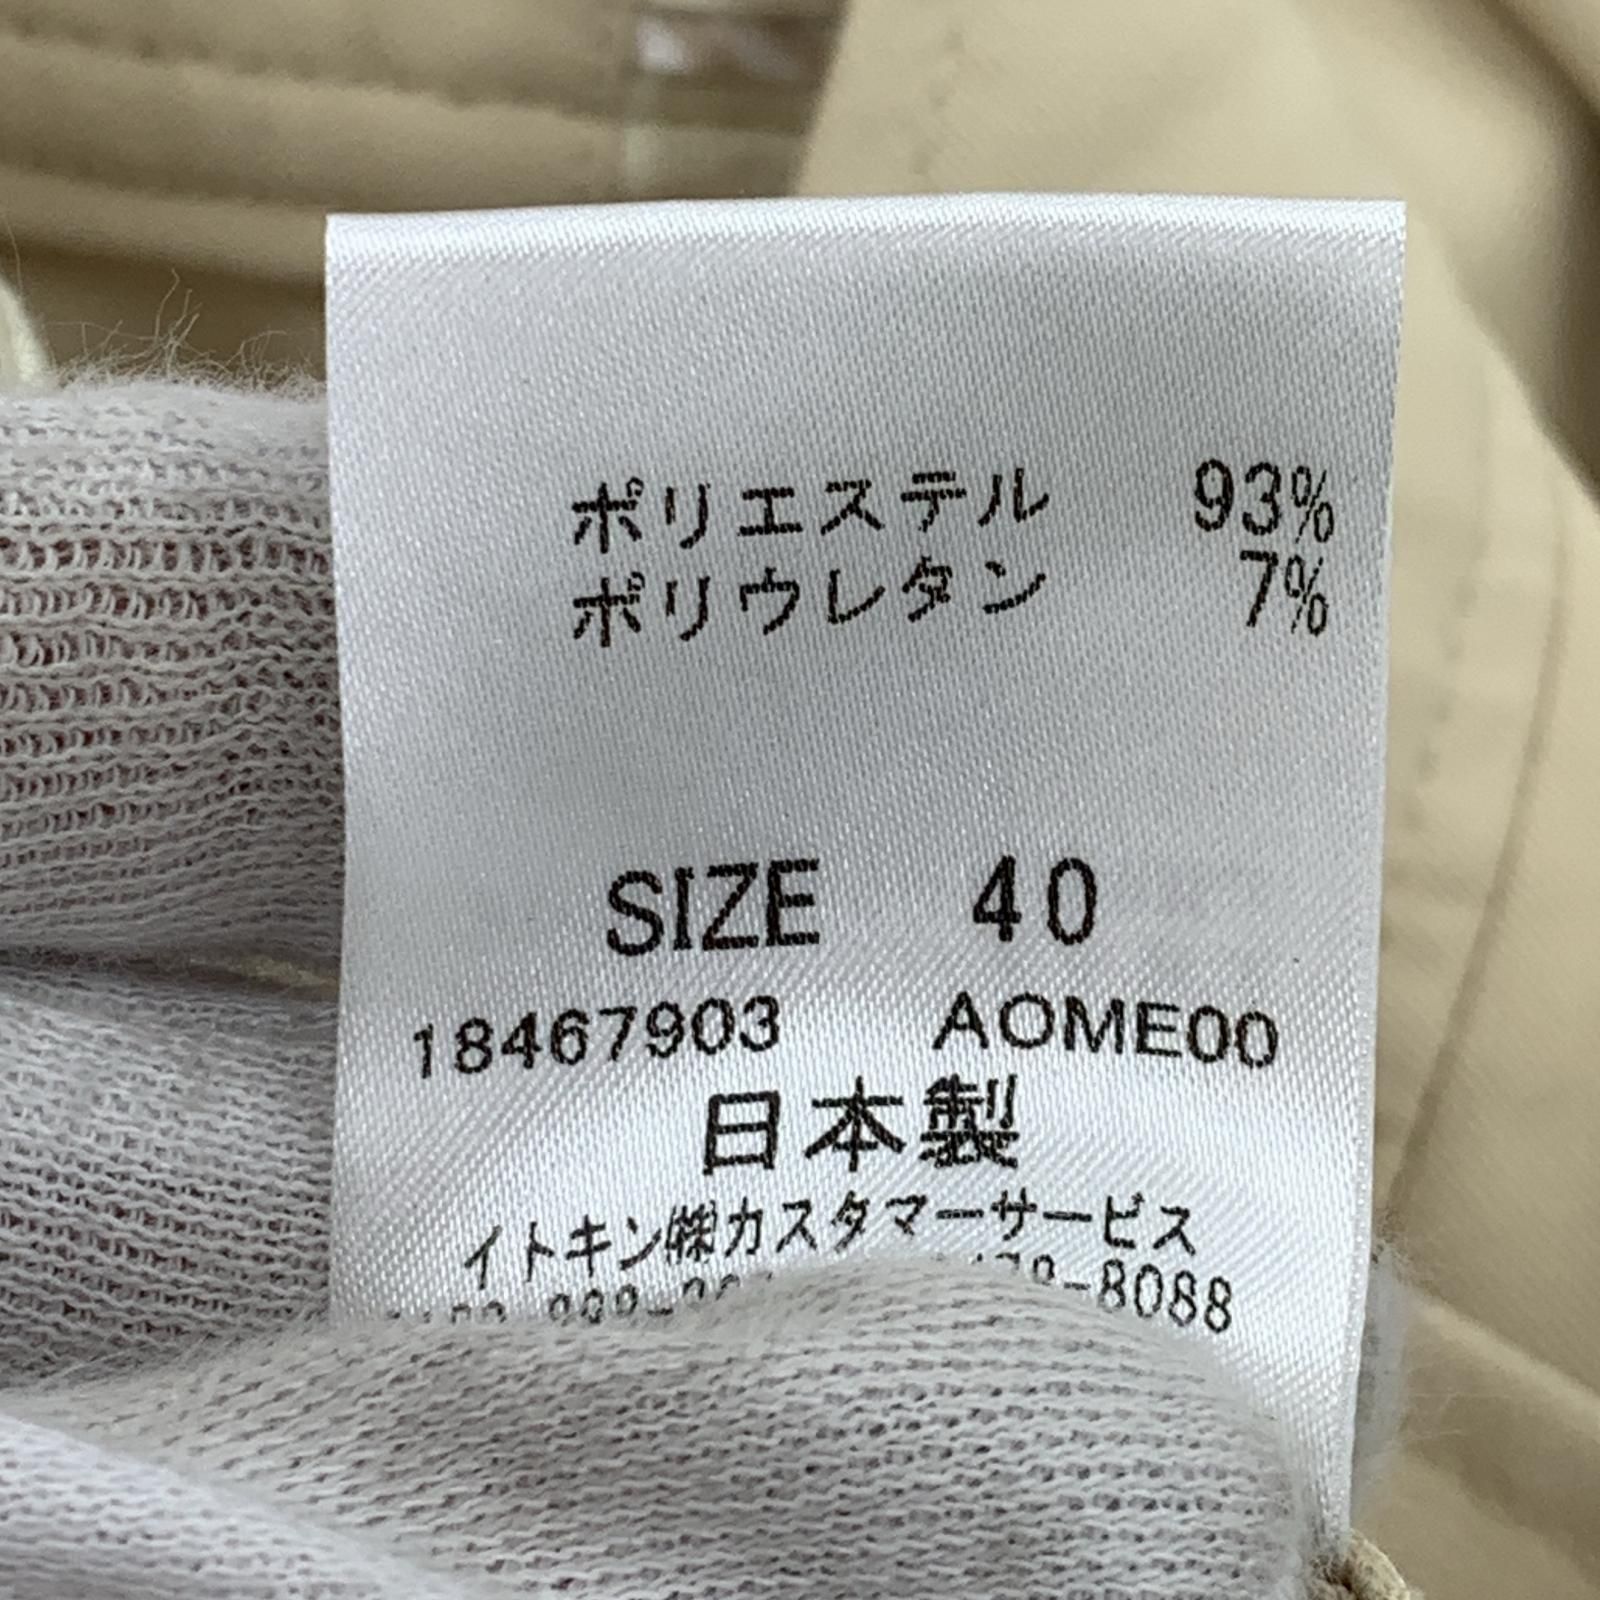 ポリエステル 93%
ポリウレタン 7%
SIZE 40
18467903 AOME00
日本製
イトキン㈱カスタマーサービス
-8088